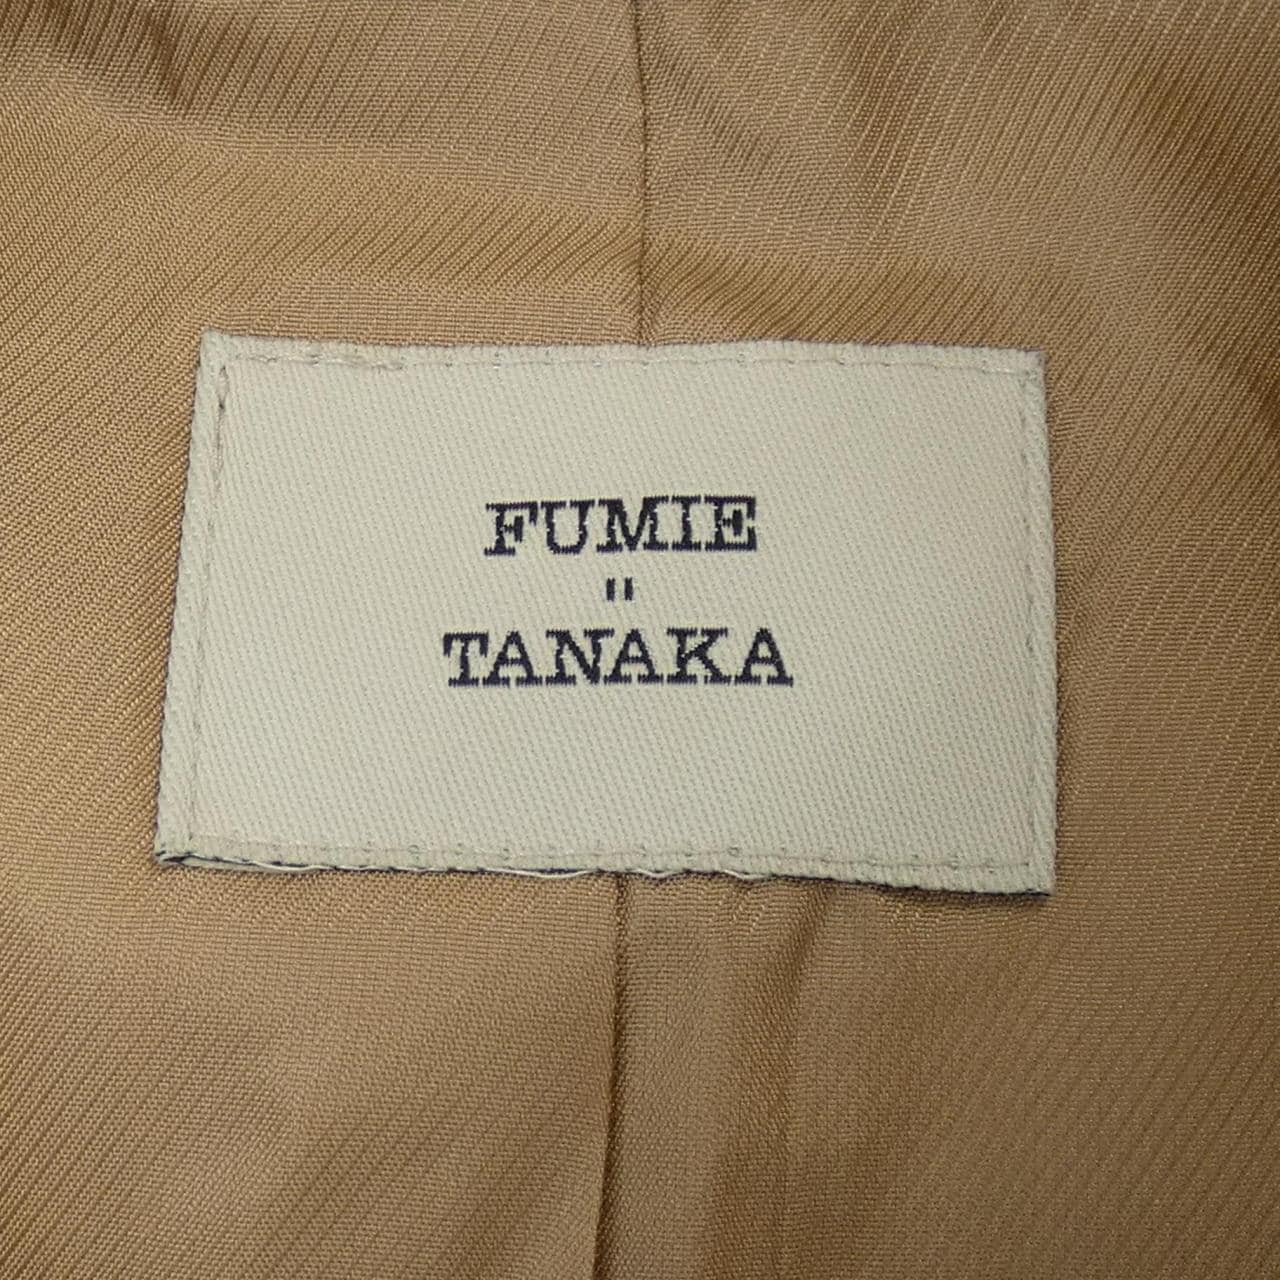 FUMIE
"
TANAKA